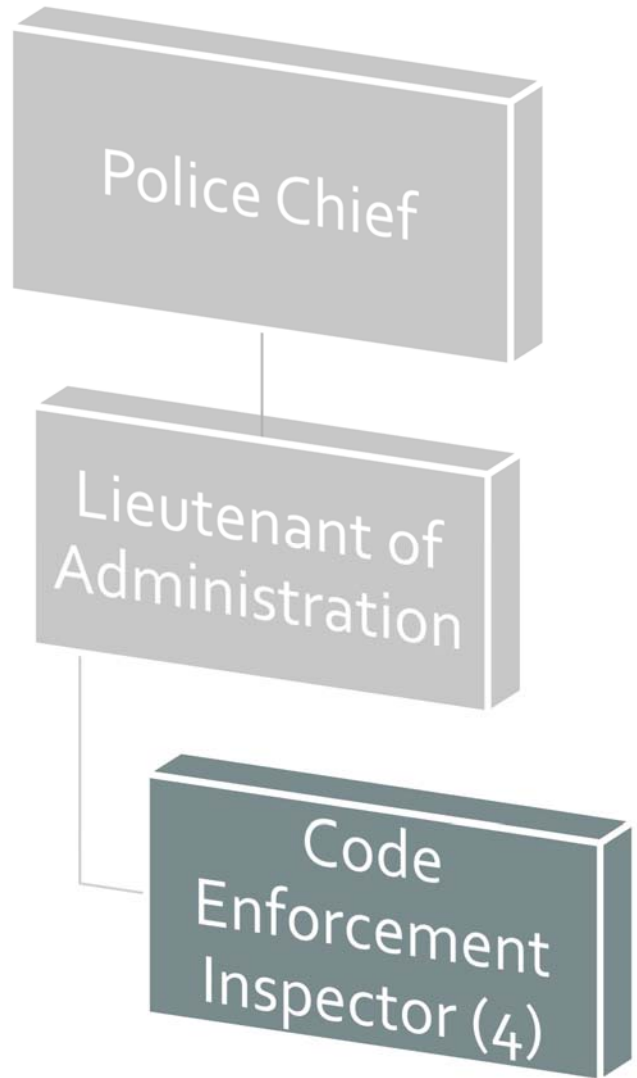 Police Chief
Lieutenant of
Administration
Code
Enforcement
Inspector (4)